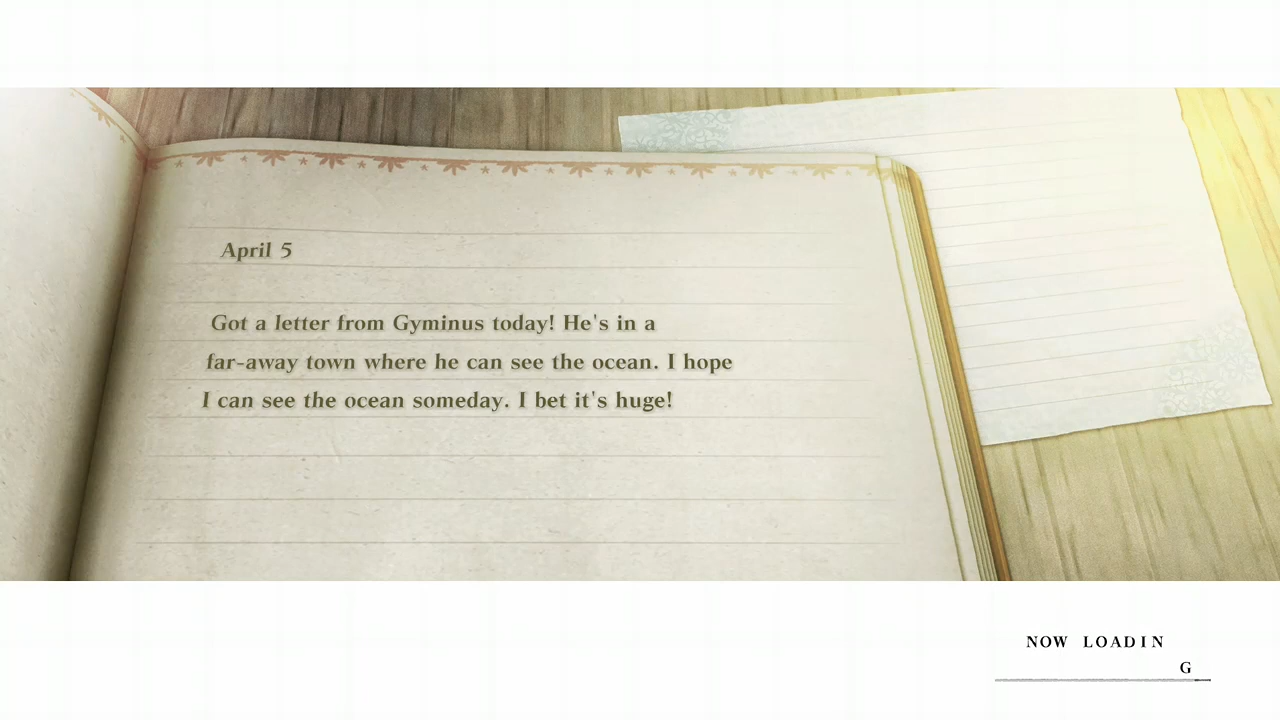 April 5
Got a letter from Gyminus today! He's in a
far-away town where he can see the ocean. I hope
I can see the ocean someday. I bet it's huge!
NOW LOADIN
G